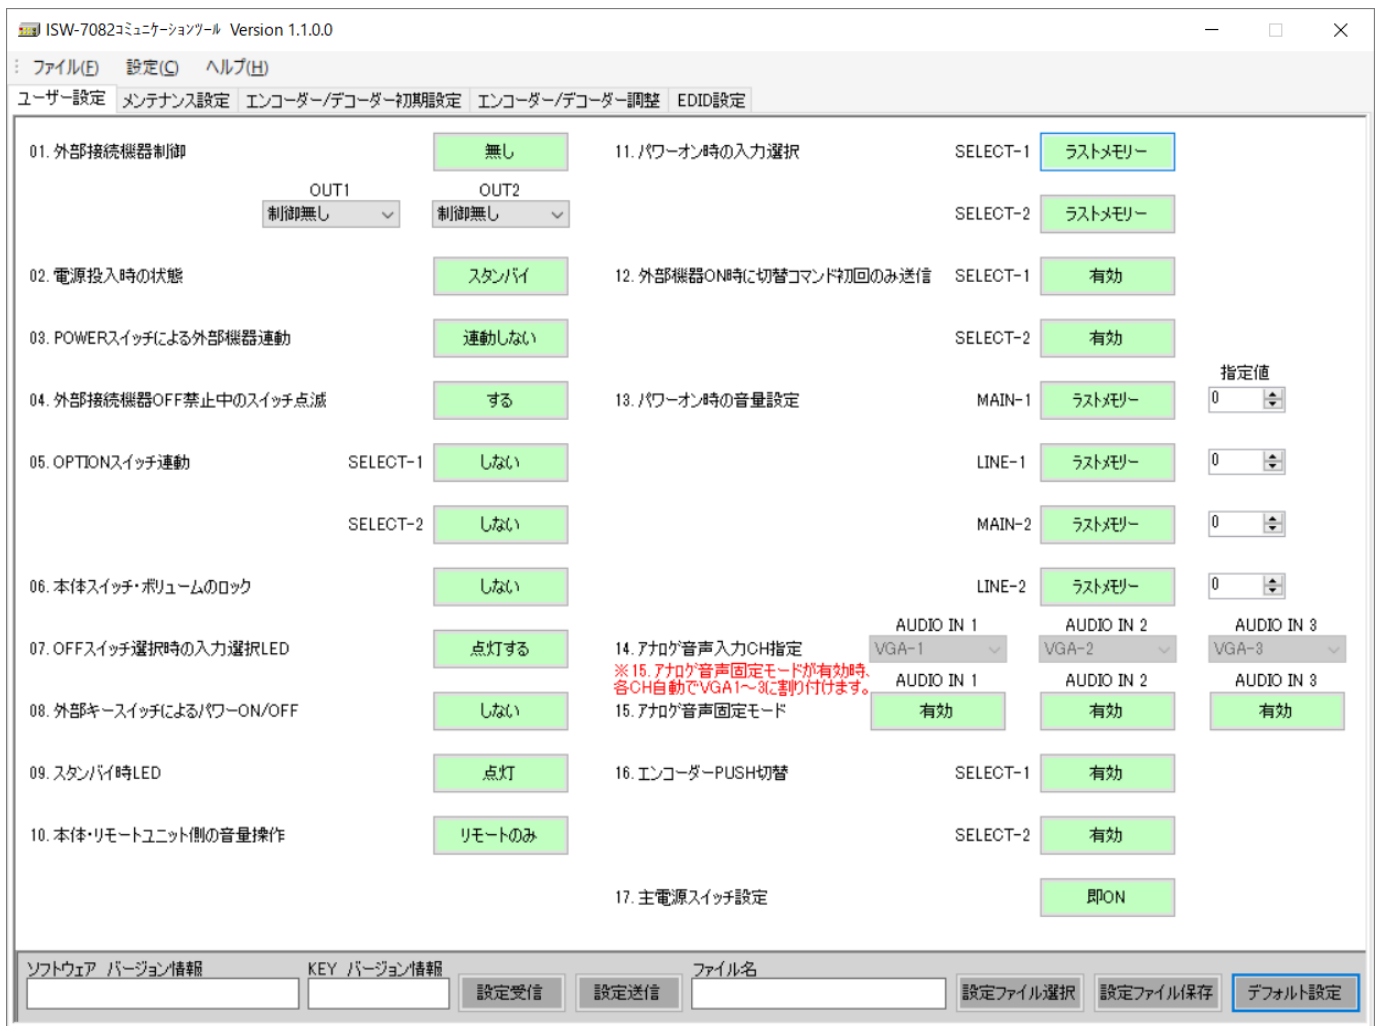 ISW-7082ｺﾐｭﾆｹｰｼｮﾝﾂｰﾙ Version 1.1.0.0
ファイル(F) 設定(C) ヘルプ(H)
ユーザー設定 メンテナンス設定 エンコーダー/デコーダー初期設定 エンコーダー/デコーダー調整 EDID設定
01. 外部接続機器制御 無し
OUT1 OUT2
制御無し 制御無し
02. 電源投入時の状態 スタンバイ
03. POWERスイッチによる外部機器連動 連動しない
04. 外部接続機器OFF禁止中のスイッチ点滅 する
05. OPTIONスイッチ連動 SELECT-1 しない
SELECT-2 しない
06. 本体スイッチ・ボリュームのロック しない
07. OFFスイッチ選択時の入力選択LED 点灯する
08. 外部キースイッチによるパワーON/OFF しない
09. スタンバイ時LED 点灯
10. 本体・リモートユニット側の音量操作 リモートのみ
11. パワーオン時の入力選択 SELECT-1 ラストメモリー
SELECT-2 ラストメモリー
12. 外部機器ON時に切替コマンド初回のみ送信 SELECT-1 有効
SELECT-2 有効
指定値
13. パワーオン時の音量設定 MAIN-1 ラストメモリー 0
LINE-1 ラストメモリー 0
MAIN-2 ラストメモリー 0
LINE-2 ラストメモリー 0
AUDIO IN 1 AUDIO IN 2 AUDIO IN 3
14. アナログ音声入力CH指定 VGA-1 VGA-2 VGA-3
※15. アナログ音声固定モードが有効時、
各CH自動でVGA1～3に割り付けます。
AUDIO IN 1 AUDIO IN 2 AUDIO IN 3
15. アナログ音声固定モード 有効 有効 有効
16. エンコーダーPUSH切替 SELECT-1 有効
SELECT-2 有効
17. 主電源スイッチ設定 即ON
ソフトウェア バージョン情報 KEY バージョン情報 ファイル名
設定受信 設定送信 設定ファイル選択 設定ファイル保存 デフォルト設定